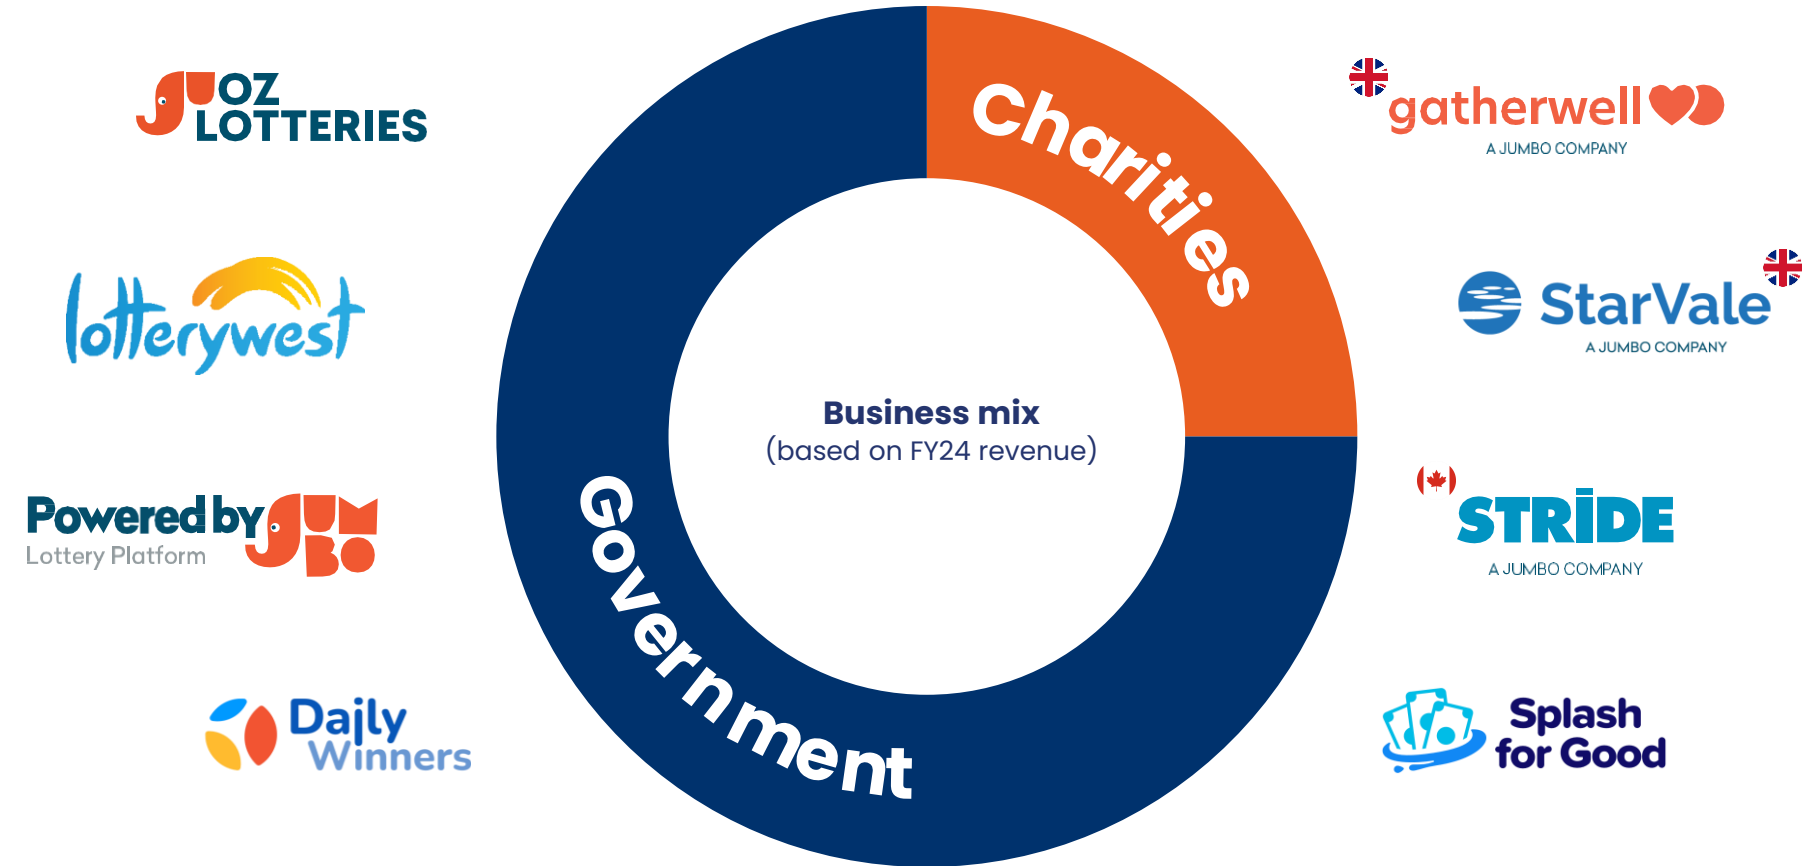 OZ
LOTTERIES
lotterywest
Powered by JUMBO
Lottery Platform
Daily
Winners
Charities
Government
Business mix
(based on FY24 revenue)
gatherwell
A JUMBO COMPANY
StarVale
A JUMBO COMPANY
STRIDE
A JUMBO COMPANY
Splash
for Good